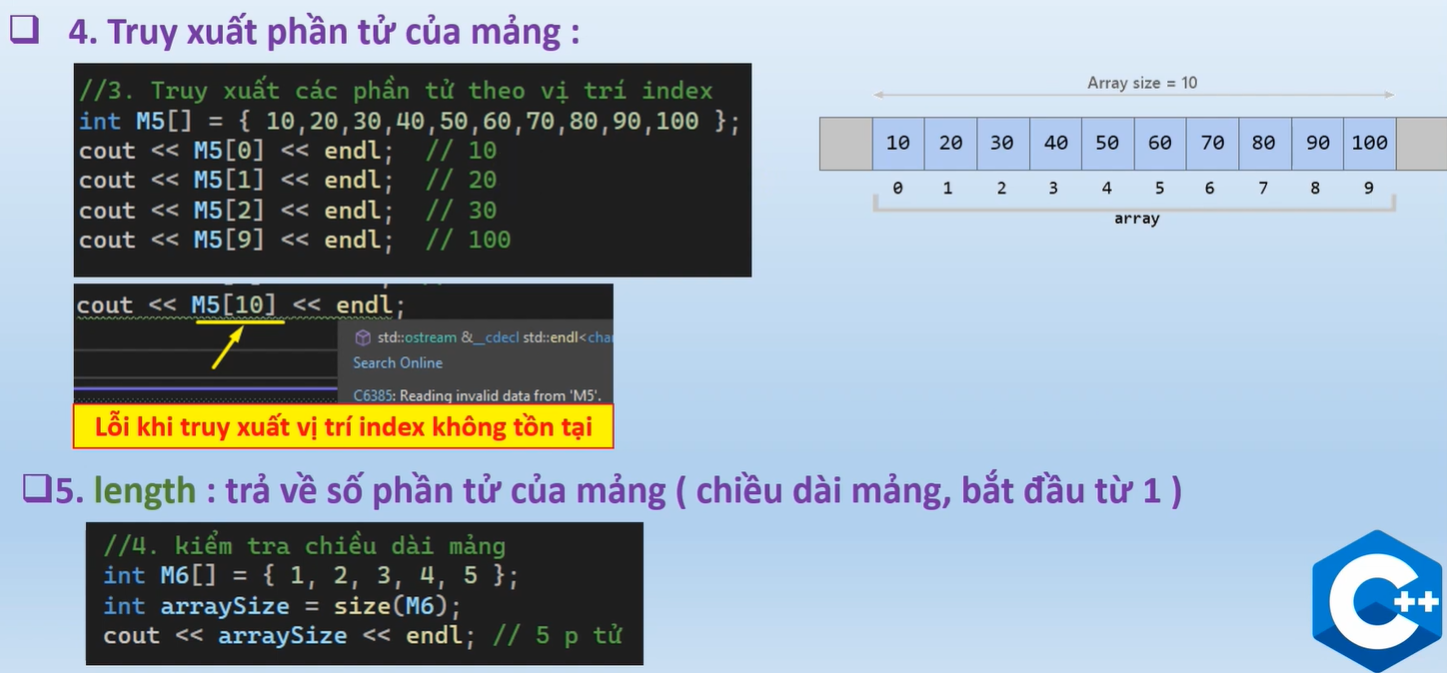 4. Truy xuất phần tử của mảng :
//3. Truy xuất các phần tử theo vị trí index
int M5[] = { 10,20,30,40,50,60,70,80,90,100 };
cout << M5[0] << endl; // 10
cout << M5[1] << endl; // 20
cout << M5[2] << endl; // 30
cout << M5[9] << endl; // 100
Array size = 10
10 20 30 40 50 60 70 80 90 100
0 1 2 3 4 5 6 7 8 9
array
cout << M5[10] << endl;
std::ostream &__cdecl std::endl<cha
Search Online
C6385: Reading invalid data from 'M5'.
Lỗi khi truy xuất vị trí index không tồn tại
5. length : trả về số phần tử của mảng ( chiều dài mảng, bắt đầu từ 1 )
//4. kiểm tra chiều dài mảng
int M6[] = { 1, 2, 3, 4, 5 };
int arraySize = size(M6);
cout << arraySize << endl; // 5 p tử
C++